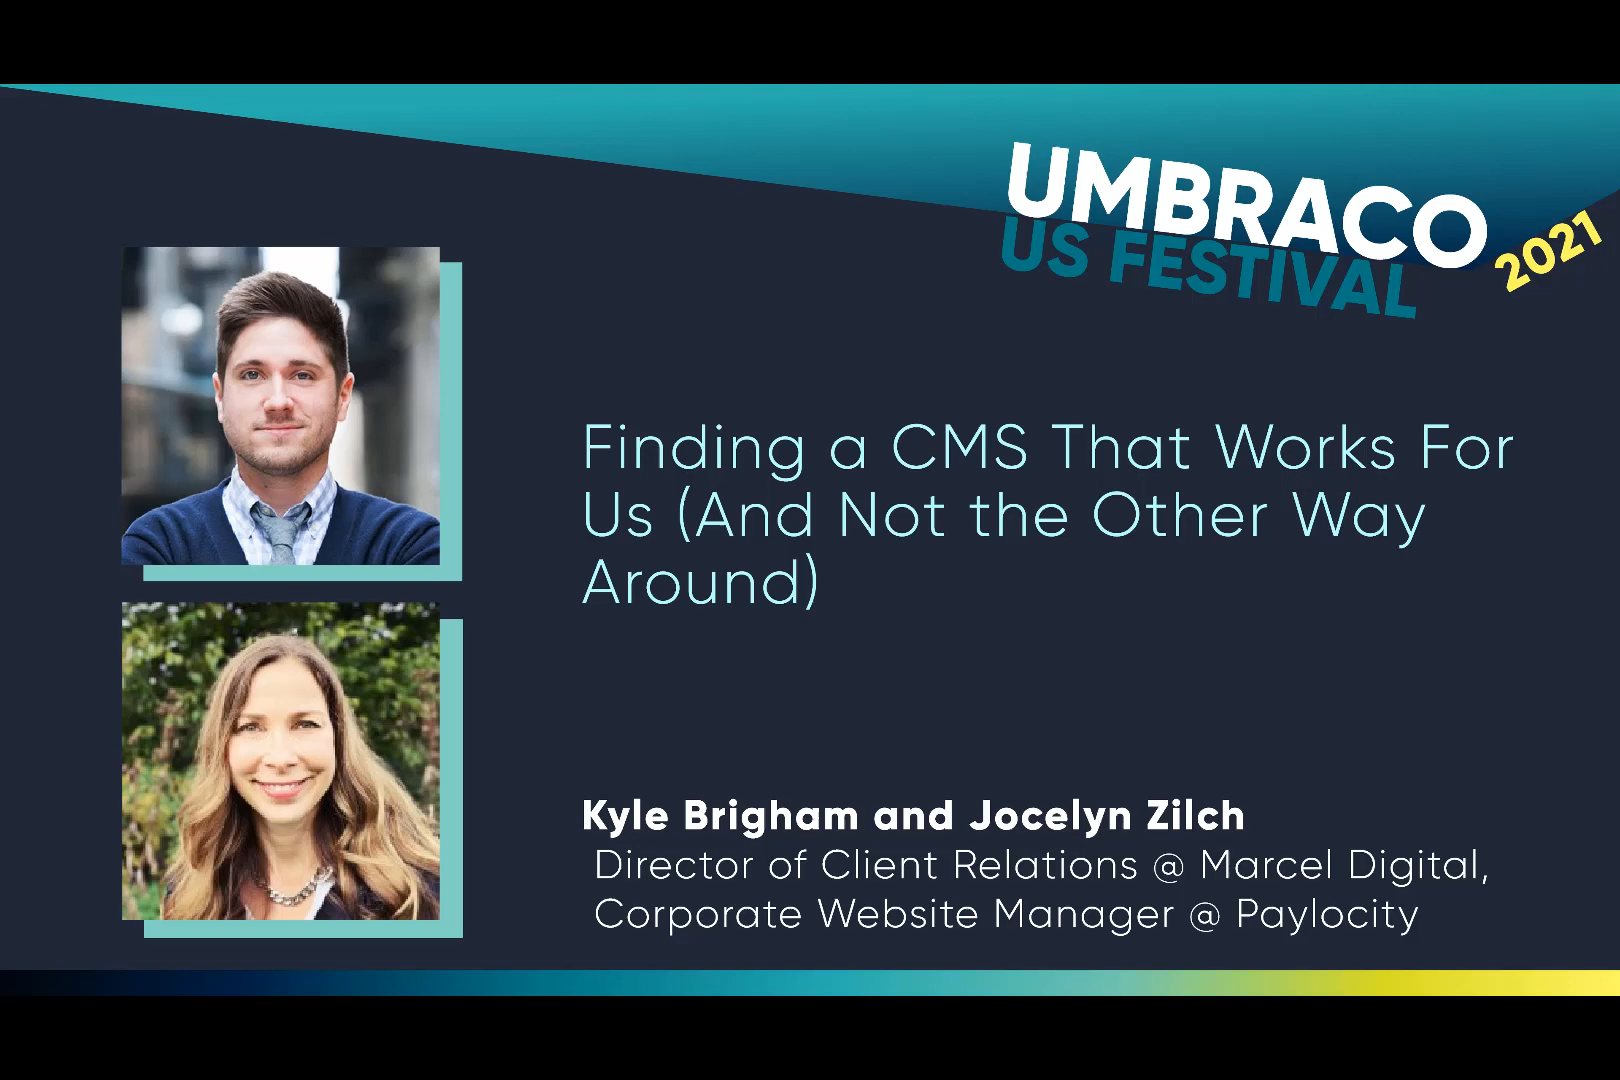 UMBRACO
US FESTIVAL
2021
Finding a CMS That Works For
Us (And Not the Other Way
Around)
Kyle Brigham and Jocelyn Zilch
Director of Client Relations @ Marcel Digital,
Corporate Website Manager @ Paylocity